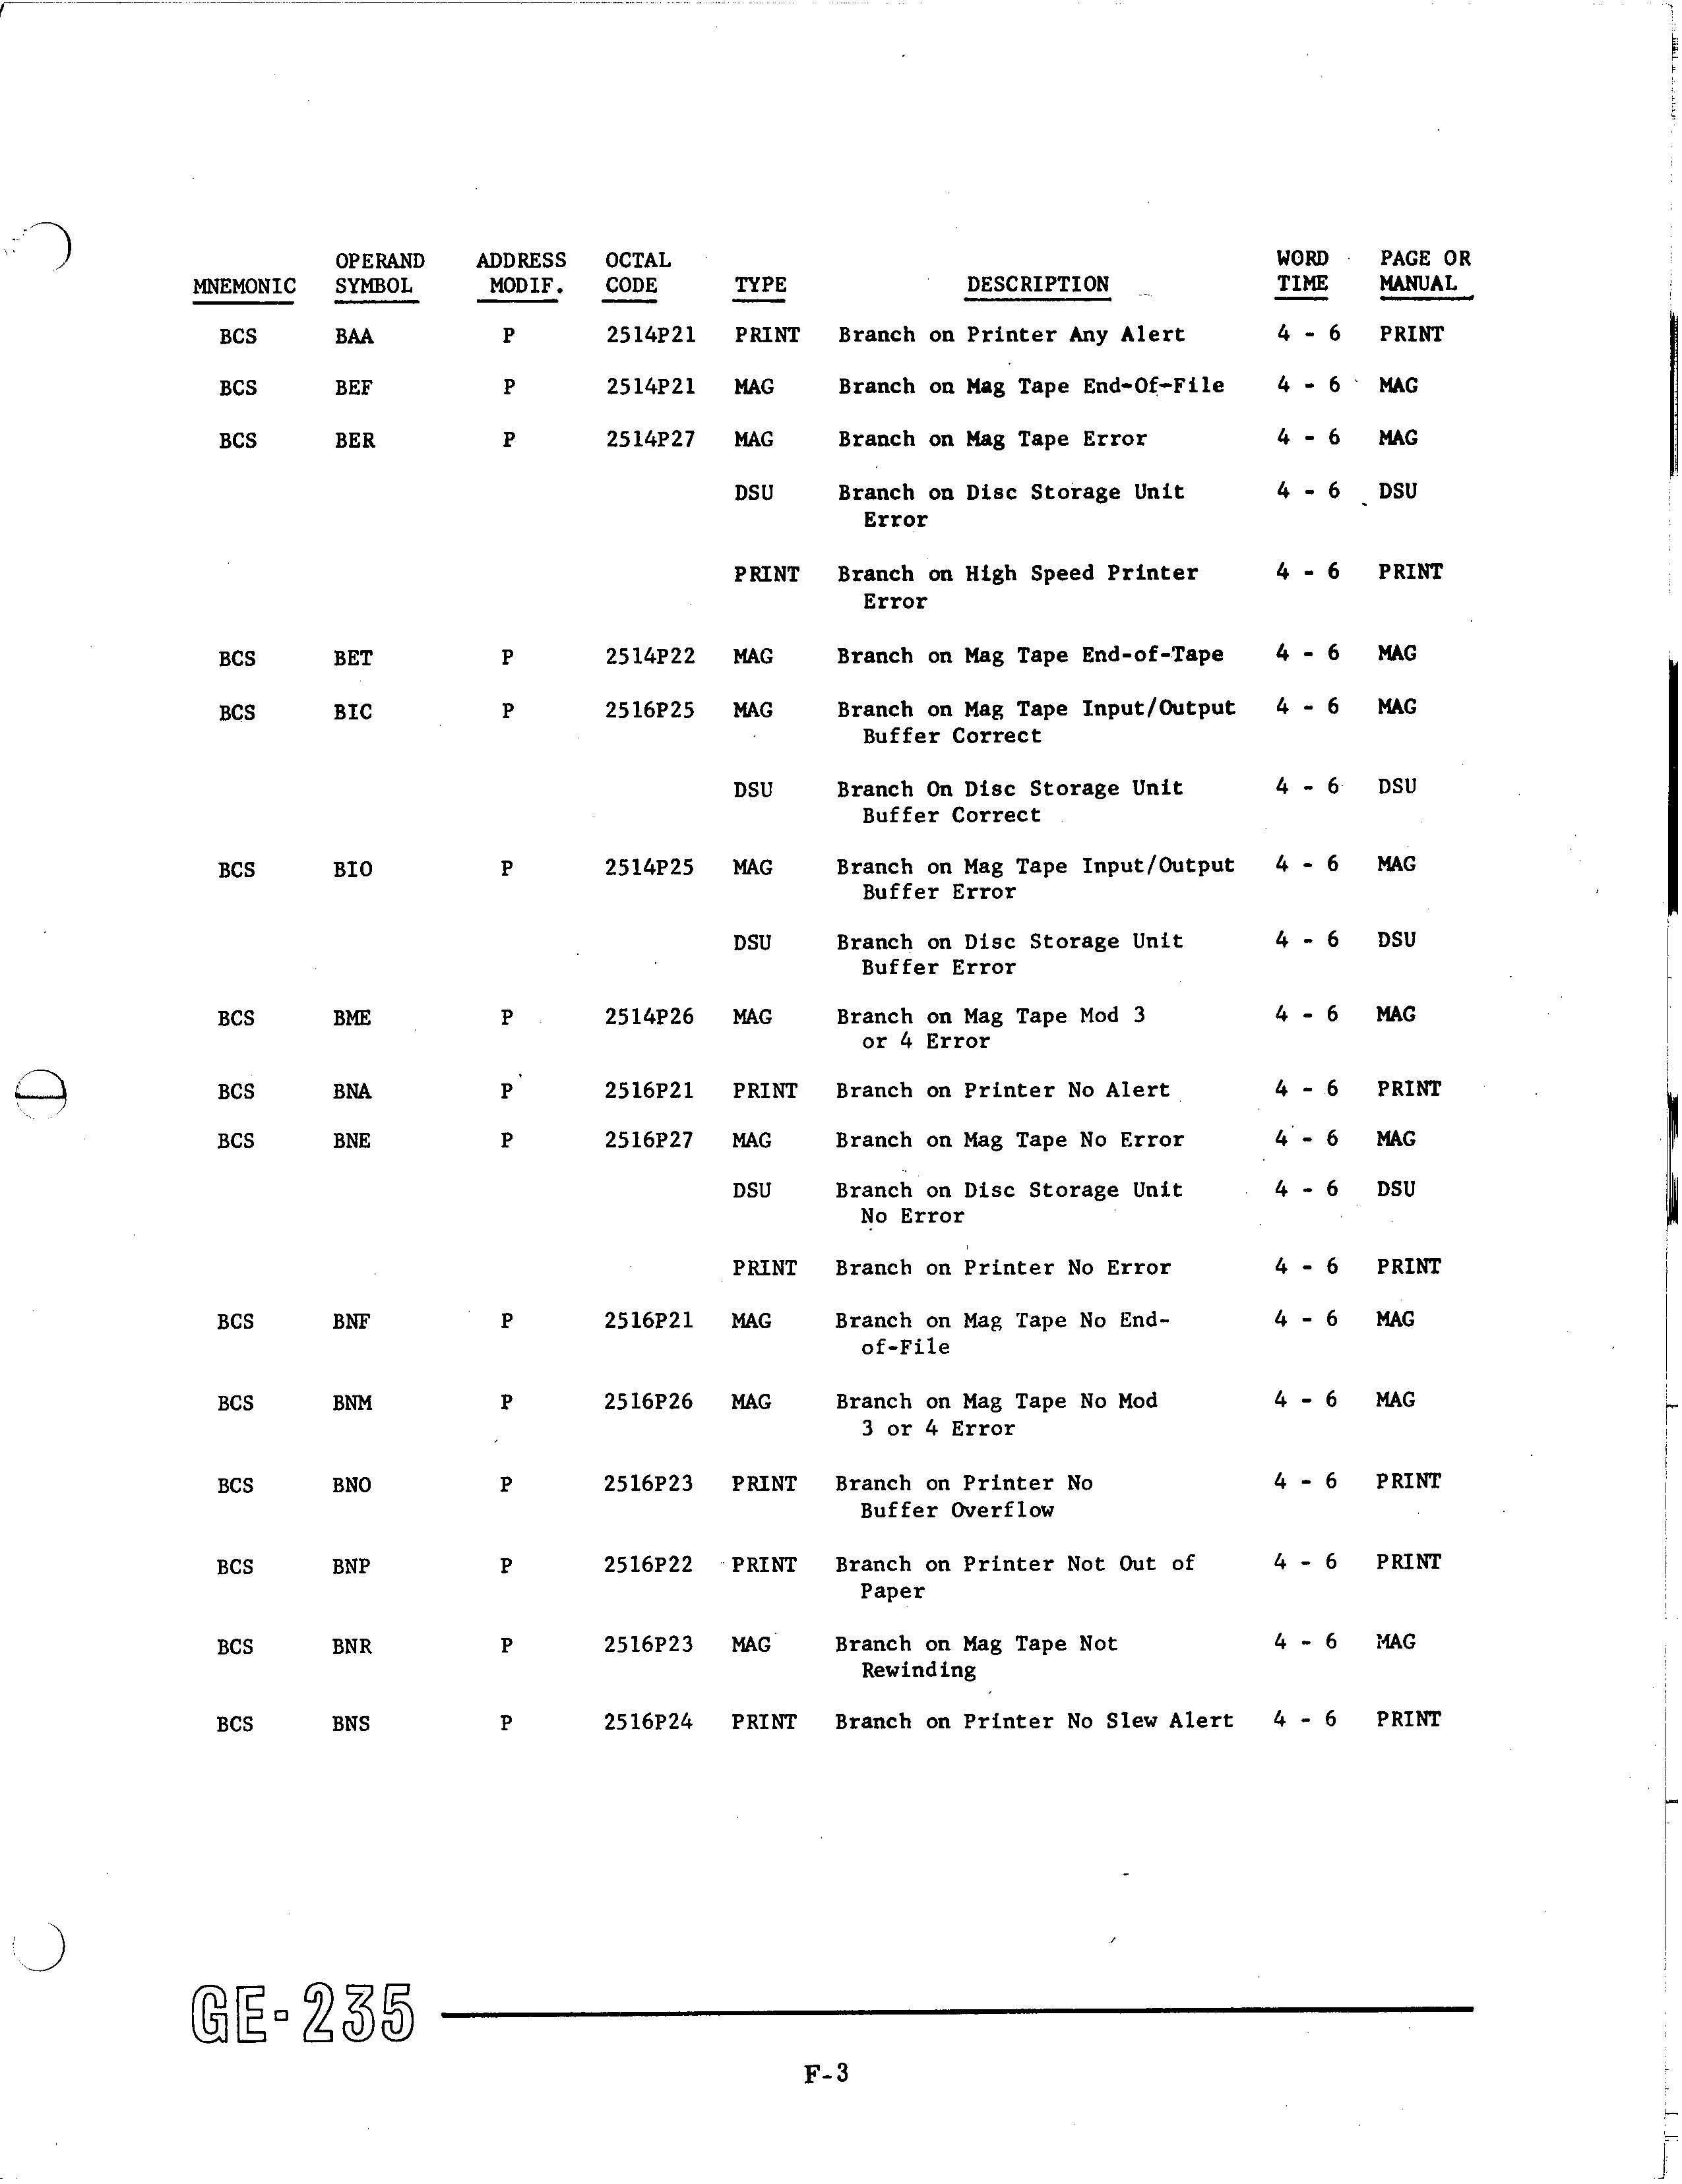 OPERAND ADDRESS OCTAL WORD PAGE OR
MNEMONIC SYMBOL MODIF. CODE TYPE DESCRIPTION TIME MANUAL
BCS BAA P 2514P21 PRINT Branch on Printer Any Alert 4 - 6 PRINT
BCS BEF P 2514P21 MAG Branch on Mag Tape End-Of-File 4 - 6 MAG
BCS BER P 2514P27 MAG Branch on Mag Tape Error 4 - 6 MAG
DSU Branch on Disc Storage Unit 4 - 6 DSU
Error
PRINT Branch on High Speed Printer 4 - 6 PRINT
Error
BCS BET P 2514P22 MAG Branch on Mag Tape End-of-Tape 4 - 6 MAG
BCS BIC P 2516P25 MAG Branch on Mag Tape Input/Output 4 - 6 MAG
Buffer Correct
DSU Branch On Disc Storage Unit 4 - 6 DSU
Buffer Correct
BCS BIO P 2514P25 MAG Branch on Mag Tape Input/Output 4 - 6 MAG
Buffer Error
DSU Branch on Disc Storage Unit 4 - 6 DSU
Buffer Error
BCS BME P 2514P26 MAG Branch on Mag Tape Mod 3 4 - 6 MAG
or 4 Error
BCS BNA P 2516P21 PRINT Branch on Printer No Alert 4 - 6 PRINT
BCS BNE P 2516P27 MAG Branch on Mag Tape No Error 4 - 6 MAG
DSU Branch on Disc Storage Unit 4 - 6 DSU
No Error
PRINT Branch on Printer No Error 4 - 6 PRINT
BCS BNF P 2516P21 MAG Branch on Mag Tape No End- 4 - 6 MAG
of-File
BCS BNM P 2516P26 MAG Branch on Mag Tape No Mod 4 - 6 MAG
3 or 4 Error
BCS BNO P 2516P23 PRINT Branch on Printer No 4 - 6 PRINT
Buffer Overflow
BCS BNP P 2516P22 PRINT Branch on Printer Not Out of 4 - 6 PRINT
Paper
BCS BNR P 2516P23 MAG Branch on Mag Tape Not 4 - 6 MAG
Rewinding
BCS BNS P 2516P24 PRINT Branch on Printer No Slew Alert 4 - 6 PRINT
GE-235
F-3